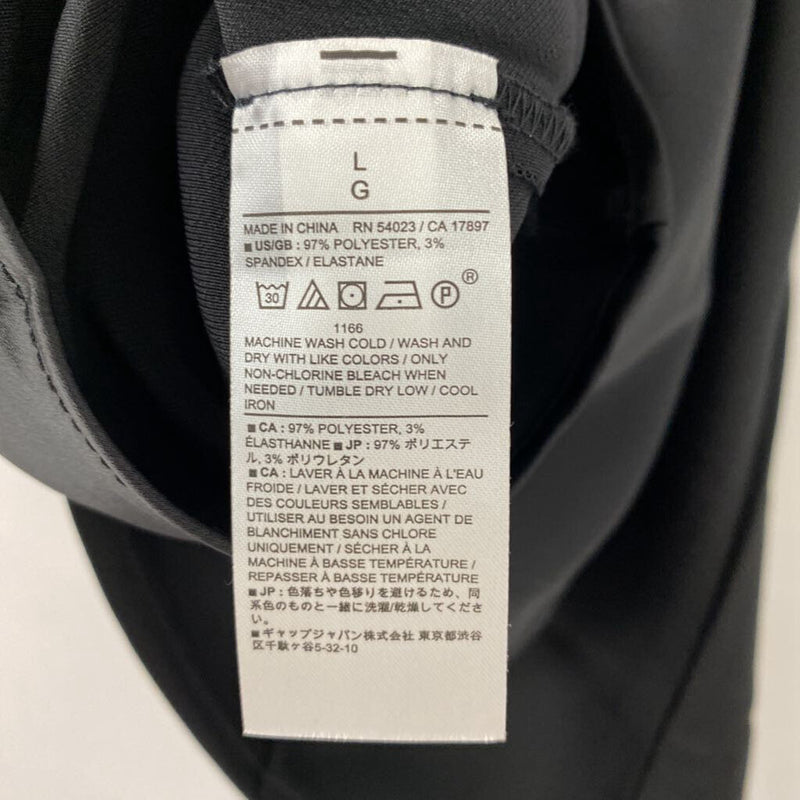 L
G
MADE IN CHINA RN 54023 / CA 17897
■ US/GB : 97% POLYESTER, 3%
SPANDEX / ELASTANE
30 P ®
1166
MACHINE WASH COLD / WASH AND
DRY WITH LIKE COLORS / ONLY
NON-CHLORINE BLEACH WHEN
NEEDED / TUMBLE DRY LOW / COOL
IRON
■ CA : 97% POLYESTER, 3%
ÉLASTHANNE ■ JP : 97% ポリエステ
ル, 3% ポリウレタン
■ CA : LAVER À LA MACHINE À L'EAU
FROIDE / LAVER ET SÉCHER AVEC
DES COULEURS SEMBLABLES /
UTILISER AU BESOIN UN AGENT DE
BLANCHIMENT SANS CHLORE
UNIQUEMENT / SÉCHER À LA
MACHINE À BASSE TEMPÉRATURE /
REPASSER À BASSE TEMPÉRATURE
■ JP : 色落ちや色移りを避けるため、同
系色のものと一緒に洗濯/乾燥してくださ
い。
■ ギャップジャパン株式会社 東京都渋谷
区千駄ヶ谷5-32-10